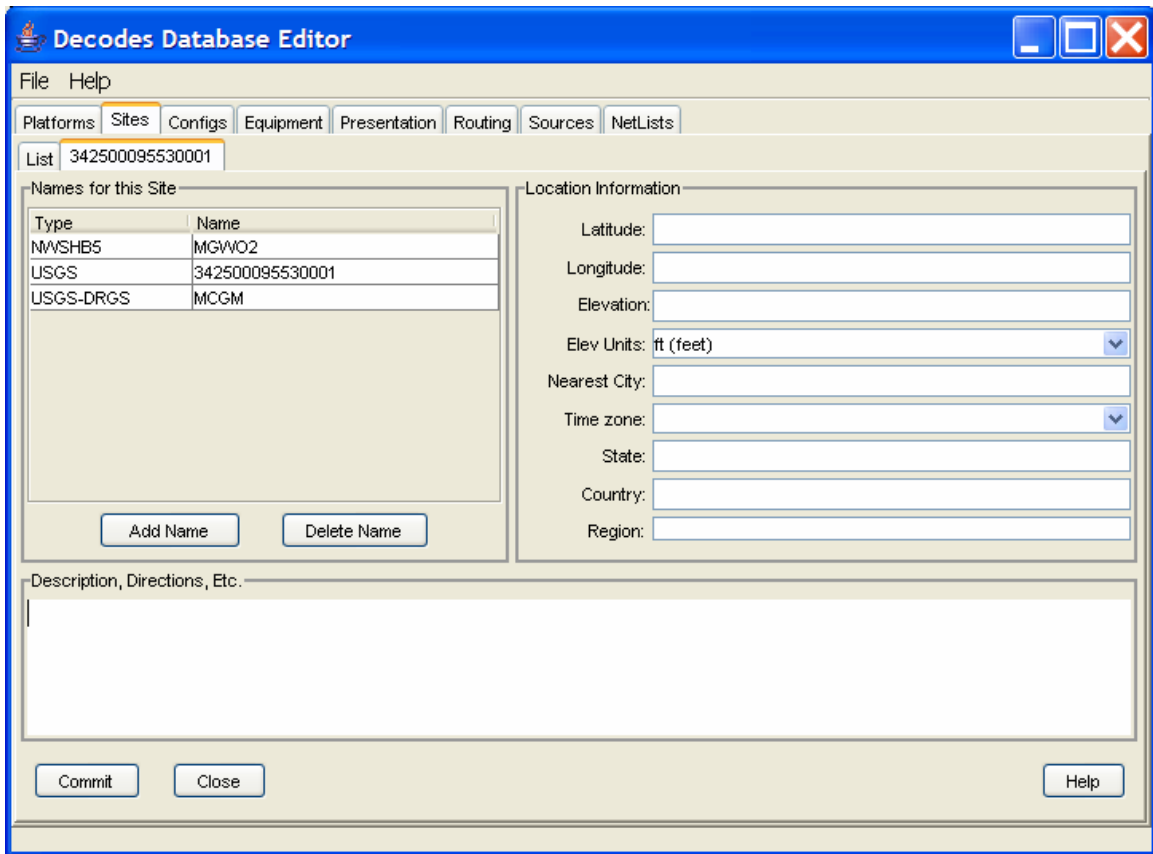 Decodes Database Editor
File Help
Platforms Sites Configs Equipment Presentation Routing Sources NetLists
List 342500095530001
Names for this Site
Type Name
NWSHB5 MGWO2
USGS 342500095530001
USGS-DRGS MCGM
Add Name Delete Name
Location Information
Latitude:
Longitude:
Elevation:
Elev Units: ft (feet)
Nearest City:
Time zone:
State:
Country:
Region:
Description, Directions, Etc.
Commit Close Help